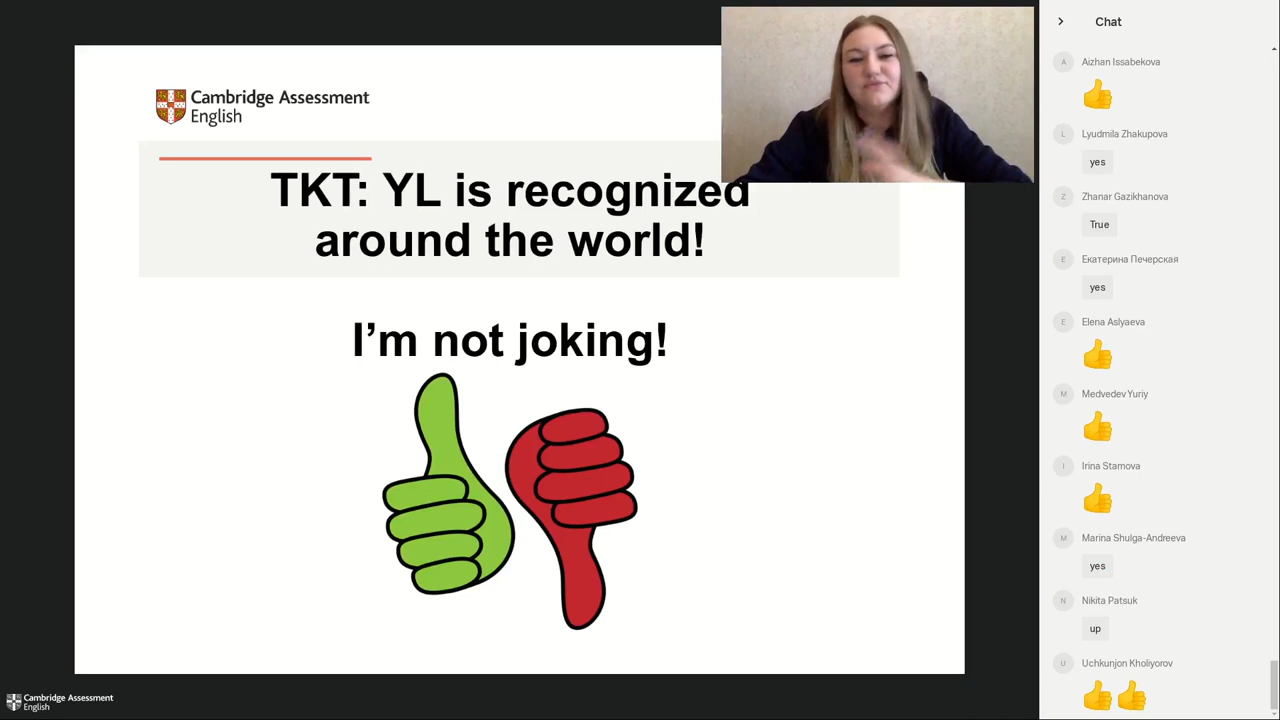 Cambridge Assessment
English
TKT: YL is recognized
around the world!
I'm not joking!
Cambridge Assessment
English
Chat
A
Aizhan Issabekova
L
Lyudmila Zhakupova
yes
Z
Zhanar Gazikhanova
True
E
Екатерина Печерская
yes
E
Elena Aslyaeva
M
Medvedev Yuriy
I
Irina Stamova
M
Marina Shulga-Andreeva
yes
N
Nikita Patsuk
up
U
Uchkunjon Kholiyorov